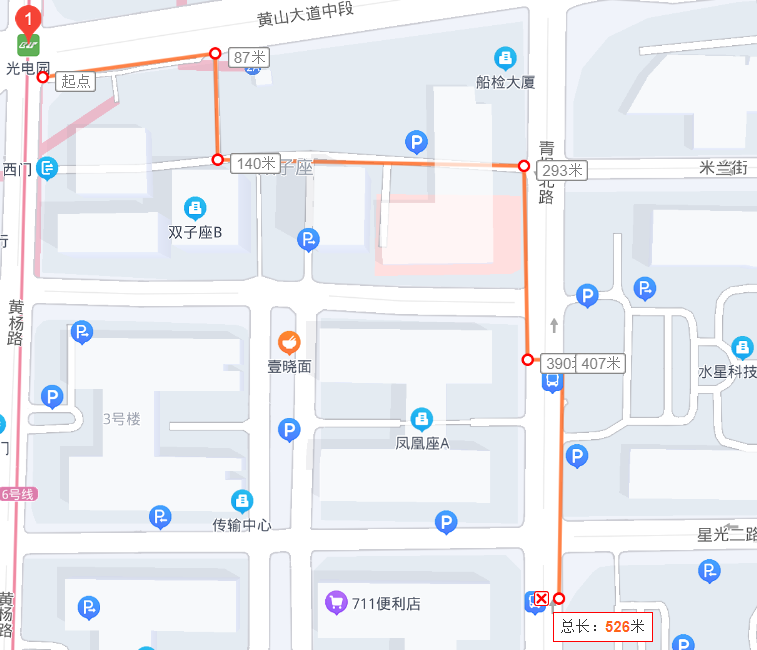 1
黄山大道中段
87米
光电园
起点
船检大厦
P
西门
140米
子座
293米
米兰街
双子座B
P
行
P
P
黄杨路
P
壹晓面
390
407米
水星科技
P
3号楼
P
凤凰座A
P
门
6号线
P
传输中心
P
星光二路
P
P
711便利店
黄杨路
总长：526米
P